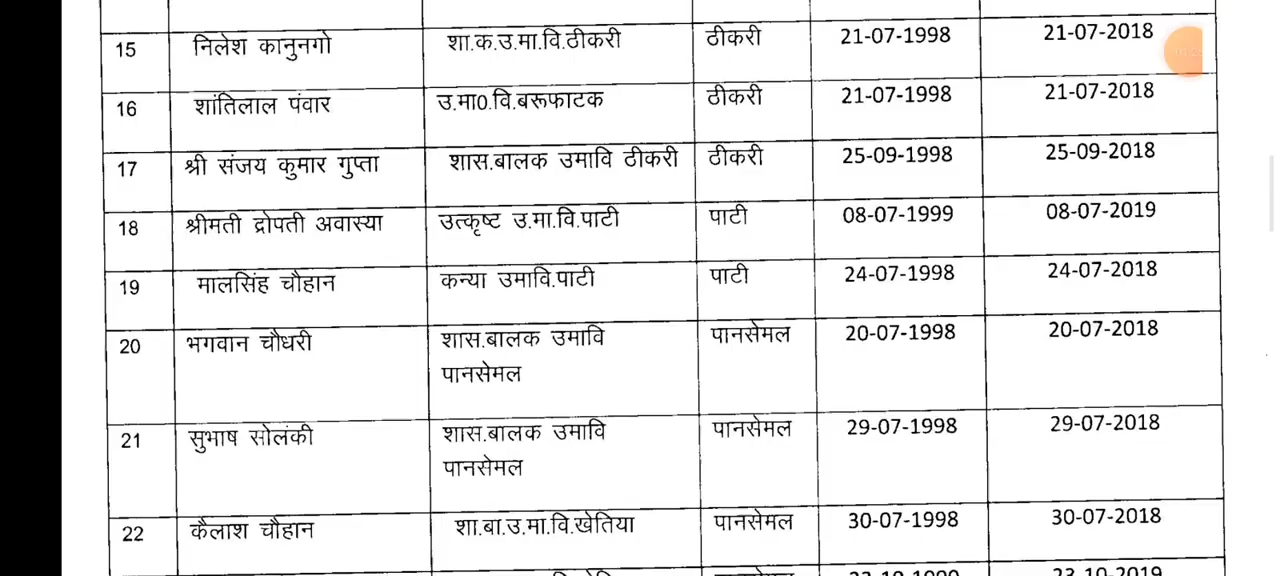 15 निलेश कानुनगो शा.क.उ.मा.वि.ठीकरी ठीकरी 21-07-1998 21-07-2018
16 शांतिलाल पंवार उ.मा0.वि.बरूफाटक ठीकरी 21-07-1998 21-07-2018
17 श्री संजय कुमार गुप्ता शास.बालक उमावि ठीकरी ठीकरी 25-09-1998 25-09-2018
18 श्रीमती द्रोपती अवास्या उत्कृष्ट उ.मा.वि.पाटी पाटी 08-07-1999 08-07-2019
19 मालसिंह चौहान कन्या उमावि.पाटी पाटी 24-07-1998 24-07-2018
20 भगवान चौधरी शास.बालक उमावि पानसेमल 20-07-1998 20-07-2018
पानसेमल
21 सुभाष सोलंकी शास.बालक उमावि पानसेमल 29-07-1998 29-07-2018
पानसेमल
22 कैलाश चौहान शा.बा.उ.मा.वि.खेतिया पानसेमल 30-07-1998 30-07-2018
23-10-2019